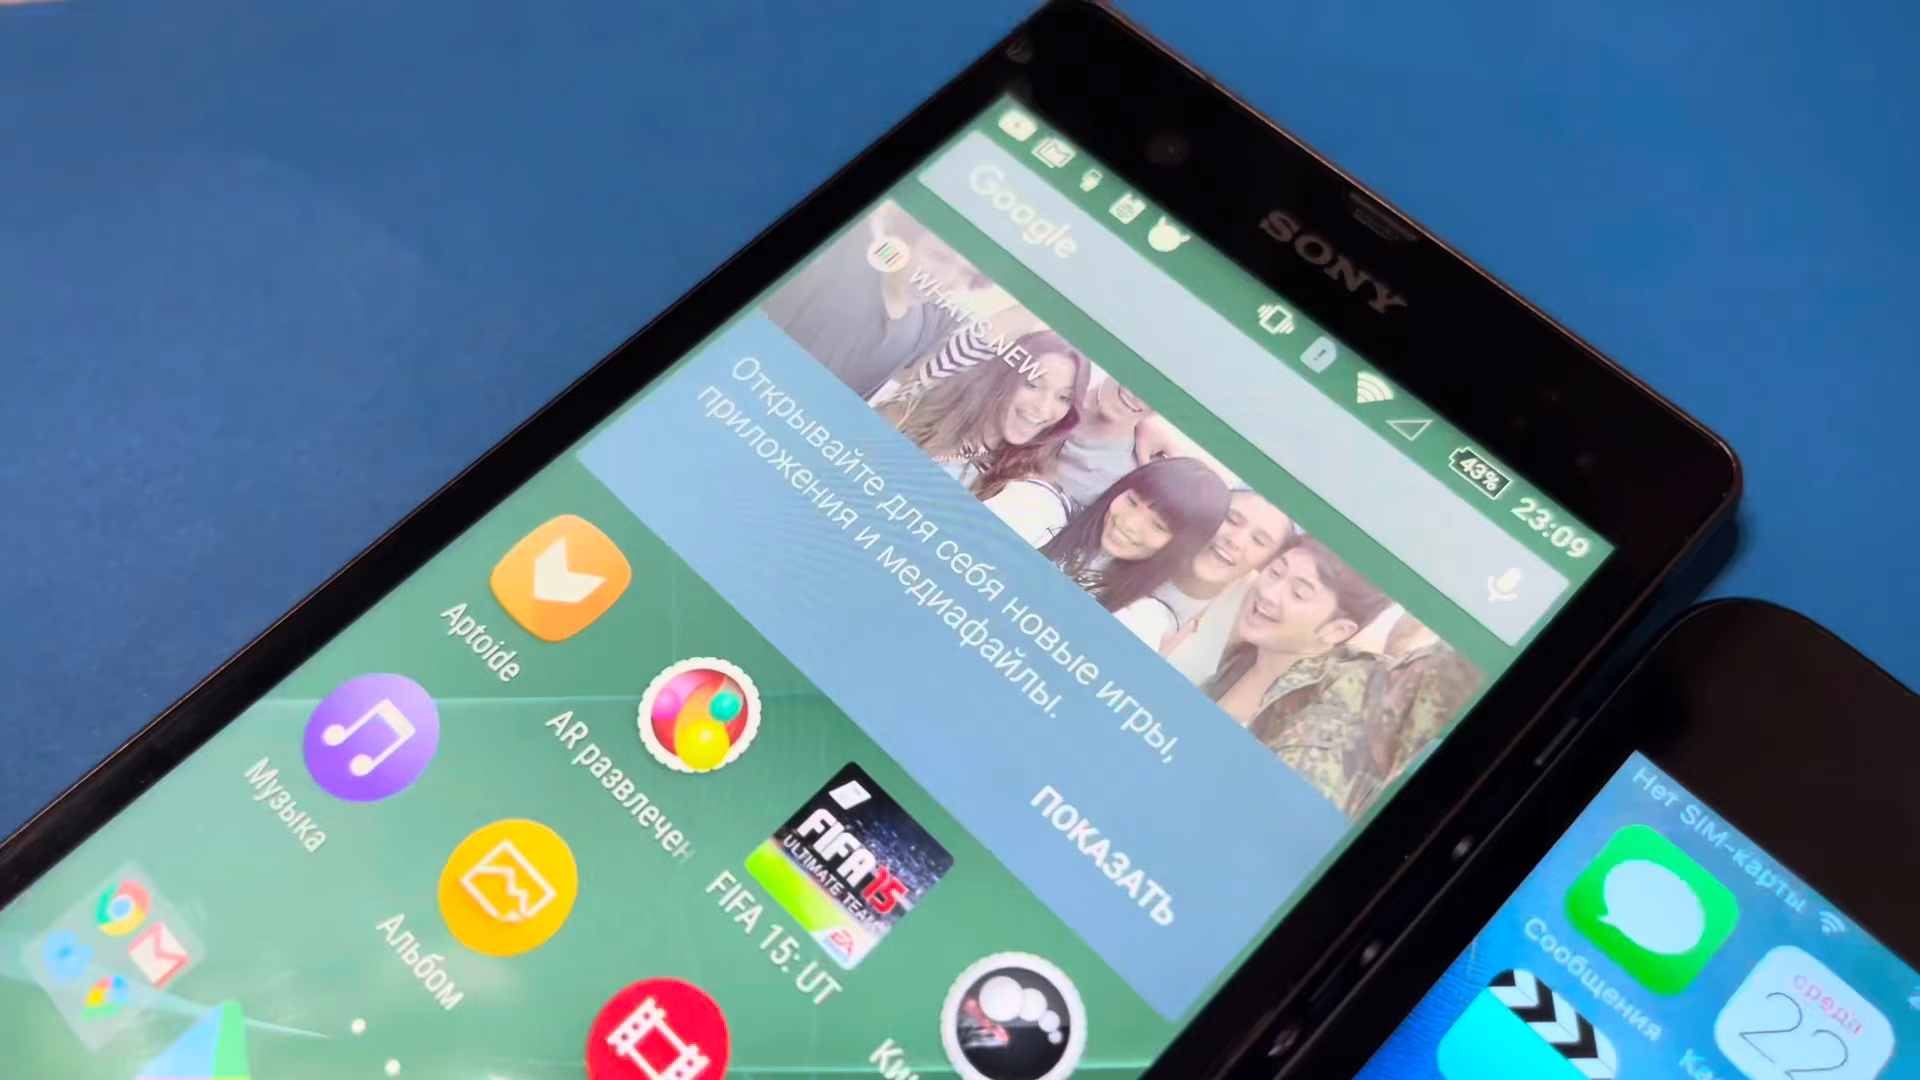 SONY
43%
23:09
Google
WHAT'S NEW
Открывайте для себя новые игры,
приложения и медиафайлы.
ПОКАЗАТЬ
Aptoide
AR развлечен
FIFA 15
ULTIMATE TEAM
EA
FIFA 15: UT
Музыка
Альбом
Нет SIM-карты
Сообщения
среда
22